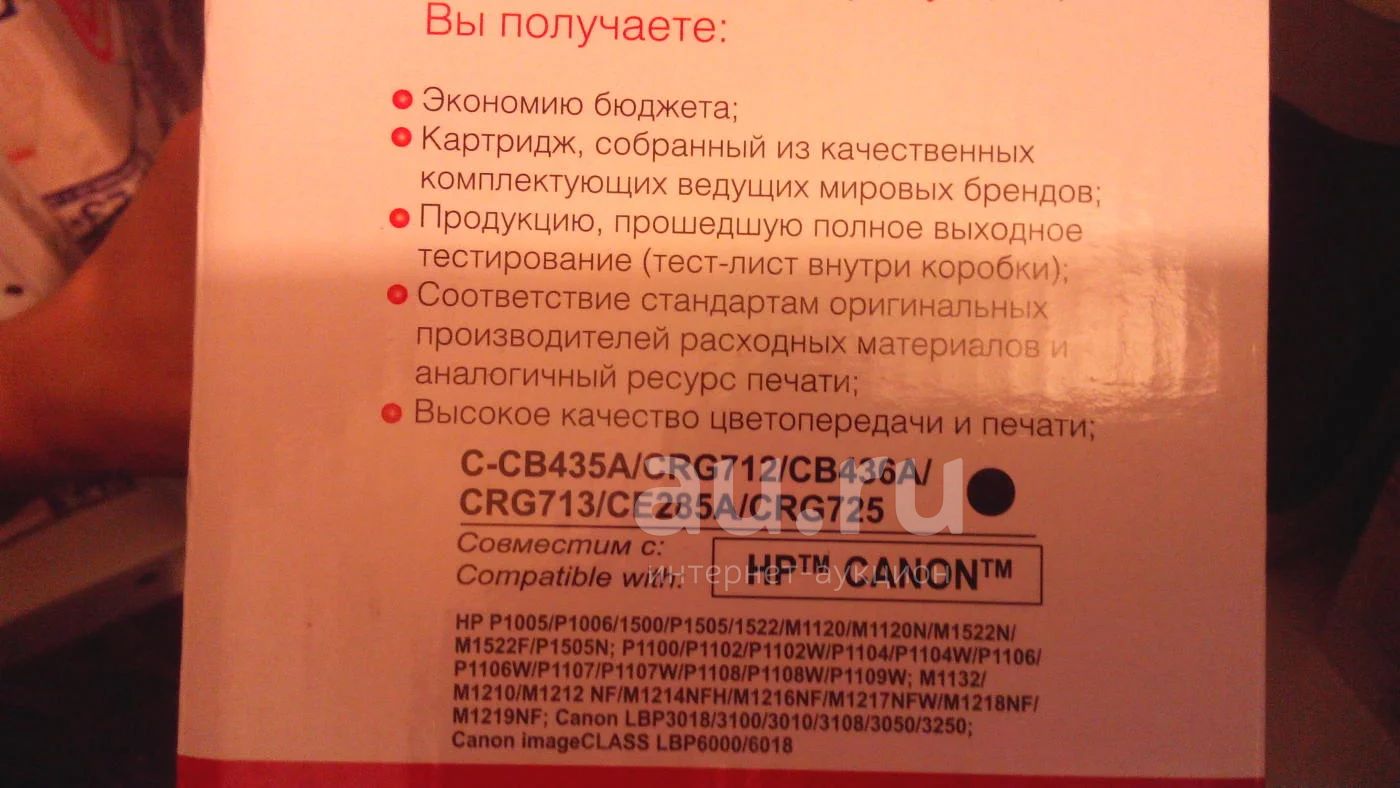 Вы получаете:
Экономию бюджета;
Картридж, собранный из качественных
комплектующих ведущих мировых брендов;
Продукцию, прошедшую полное выходное
тестирование (тест-лист внутри коробки);
Соответствие стандартам оригинальных
производителей расходных материалов и
аналогичный ресурс печати;
Высокое качество цветопередачи и печати;
C-CB435A/CRG712/CB436A/
CRG713/CE285A/CRG725
au.ru
Совместим с:
Compatible with:
HP™ CANON™
интернет-аукцион
HP P1005/P1006/1500/P1505/1522/M1120/M1120N/M1522N/
M1522F/P1505N; P1100/P1102/P1102W/P1104/P1104W/P1106/
P1106W/P1107/P1107W/P1108/P1108W/P1109W; M1132/
M1210/M1212 NF/M1214NFH/M1216NF/M1217NFW/M1218NF/
M1219NF; Canon LBP3018/3100/3010/3108/3050/3250;
Canon imageCLASS LBP6000/6018